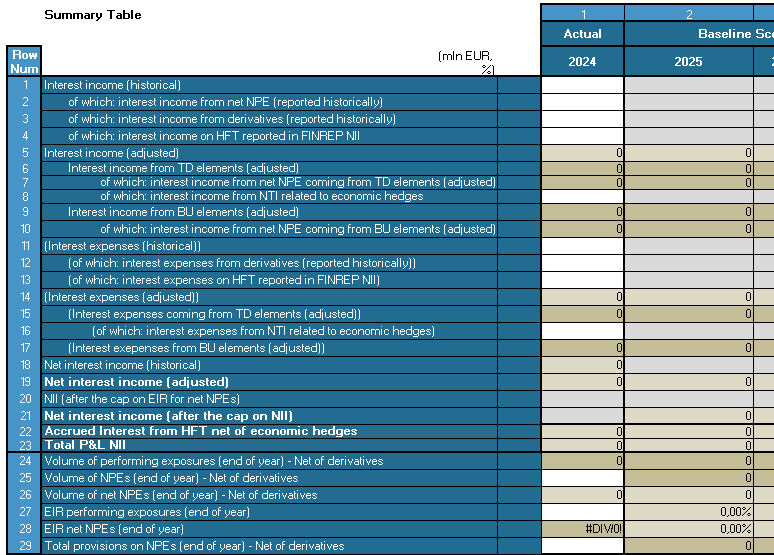 Summary Table
1 2
Actual Baseline Sc
Row Num (mln EUR, %) 2024 2025
1 Interest income (historical)
2 of which: interest income from net NPE (reported historically)
3 of which: interest income from derivatives (reported historically)
4 of which: interest income on HFT reported in FINREP NII
5 Interest income (adjusted) 0 0
6 Interest income from TD elements (adjusted) 0 0
7 of which: interest income from net NPE coming from TD elements (adjusted) 0 0
8 of which: interest income from NTI related to economic hedges
9 Interest income from BU elements (adjusted) 0 0
10 of which: interest income from net NPE coming from BU elements (adjusted) 0 0
11 (Interest expenses (historical))
12 (of which: interest expenses from derivatives (reported historically))
13 (of which: interest expenses on HFT reported in FINREP NII)
14 (Interest expenses (adjusted)) 0 0
15 (Interest expenses coming from TD elements (adjusted)) 0 0
16 (of which: interest expenses from NTI related to economic hedges)
17 (Interest exepenses from BU elements (adjusted)) 0 0
18 Net interest income (historical) 0
19 Net interest income (adjusted) 0 0
20 NII (after the cap on EIR for net NPEs)
21 Net interest income (after the cap on NII) 0
22 Accrued Interest from HFT net of economic hedges 0 0
23 Total P&L NII 0 0
24 Volume of performing exposures (end of year) - Net of derivatives 0 0
25 Volume of NPEs (end of year) - Net of derivatives 0
26 Volume of net NPEs (end of year) - Net of derivatives 0 0
27 EIR performing exposures (end of year) 0,00%
28 EIR net NPEs (end of year) #DIV/0! 0,00%
29 Total provisions on NPEs (end of year) - Net of derivatives 0